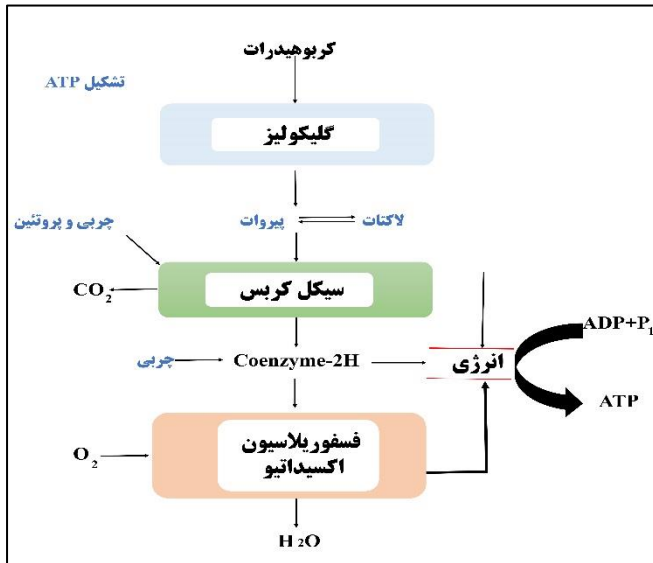 کربوهیدرات
تشکیل ATP
گلیکولیز
چربی و پروتئین
پیروات
لاکتات
سیکل کربس
CO2
ADP+P1
چربی
Coenzyme-2H
انرژی
ATP
فسفوریلاسیون
اکسیداتیو
O2
H2O